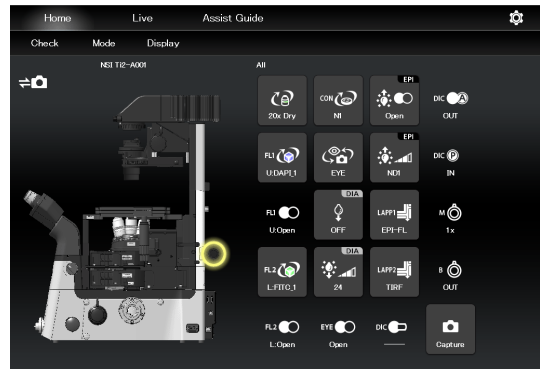 Home Live Assist Guide
Check Mode Display
NSI Ti2-A001
All
20x Dry
CON
N1
EPI
Open
DIC
A
OUT
FL1
U:DAPI_1
EYE
EPI
ND1
DIC
P
IN
FL1
U:Open
DIA
OFF
LAPP1
EPI-FL
M
1x
FL2
L:FITC_1
DIA
24
LAPP2
TIRF
B
OUT
FL2
L:Open
EYE
Open
DIC
Capture